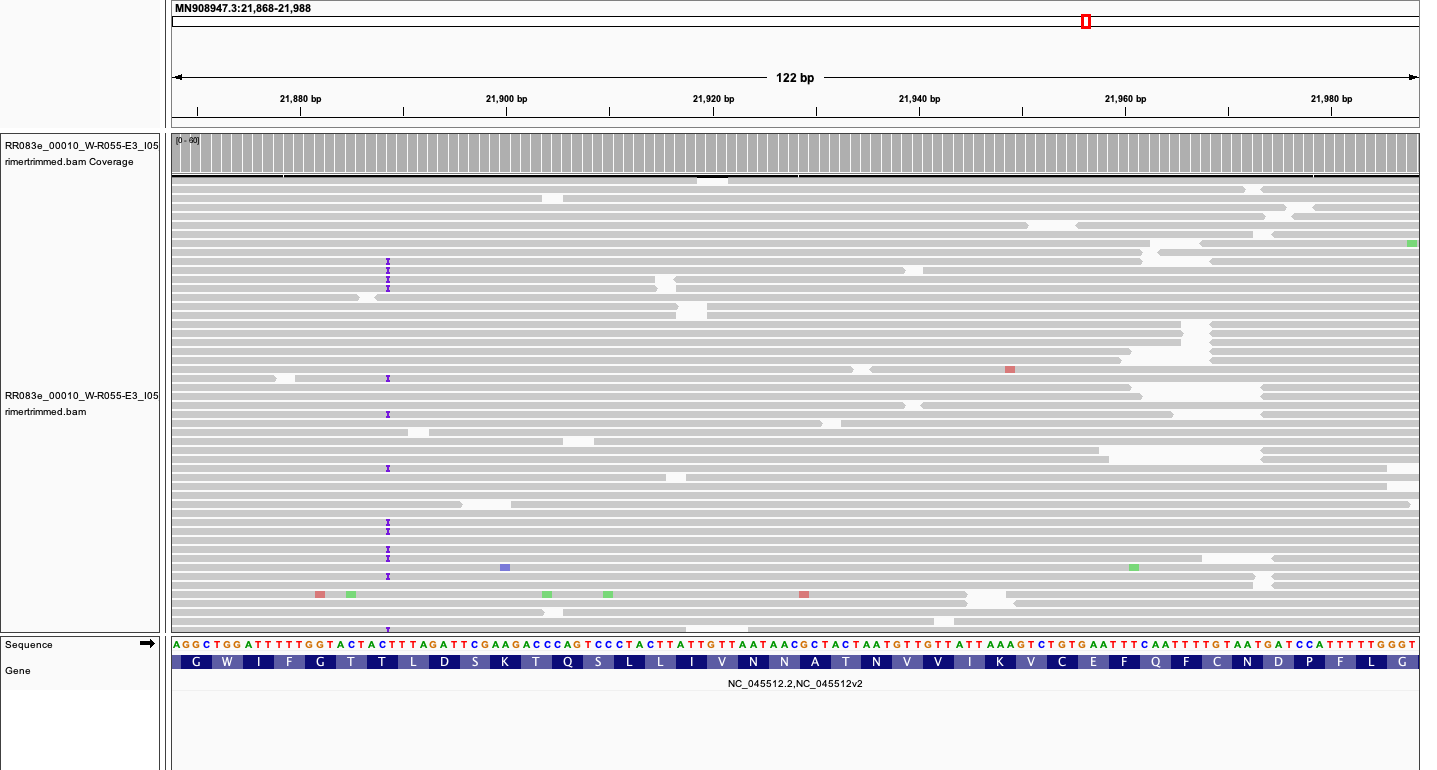 MN908947.3:21,868-21,988
122 bp
21,880 bp 21,900 bp 21,920 bp 21,940 bp 21,960 bp 21,980 bp
[0 - 60]
RR083e_00010_W-R055-E3_I05
rimertrimmed.bam Coverage
RR083e_00010_W-R055-E3_I05
rimertrimmed.bam
Sequence
AGGCTGGATTTTTGGTACTACTTTAGATTCGAAGACCCAGTCCCTACTTATTGTTAATAACGCTACTAATGTTGTTATTAAAGTCTGTGAATTTCAATTTTGTAATGATCCATTTTTGGGT
Gene
G W I F G T T L D S K T Q S L L I V N N A T N V V I K V C E F Q F C N D P F L G
NC_045512.2,NC_045512v2